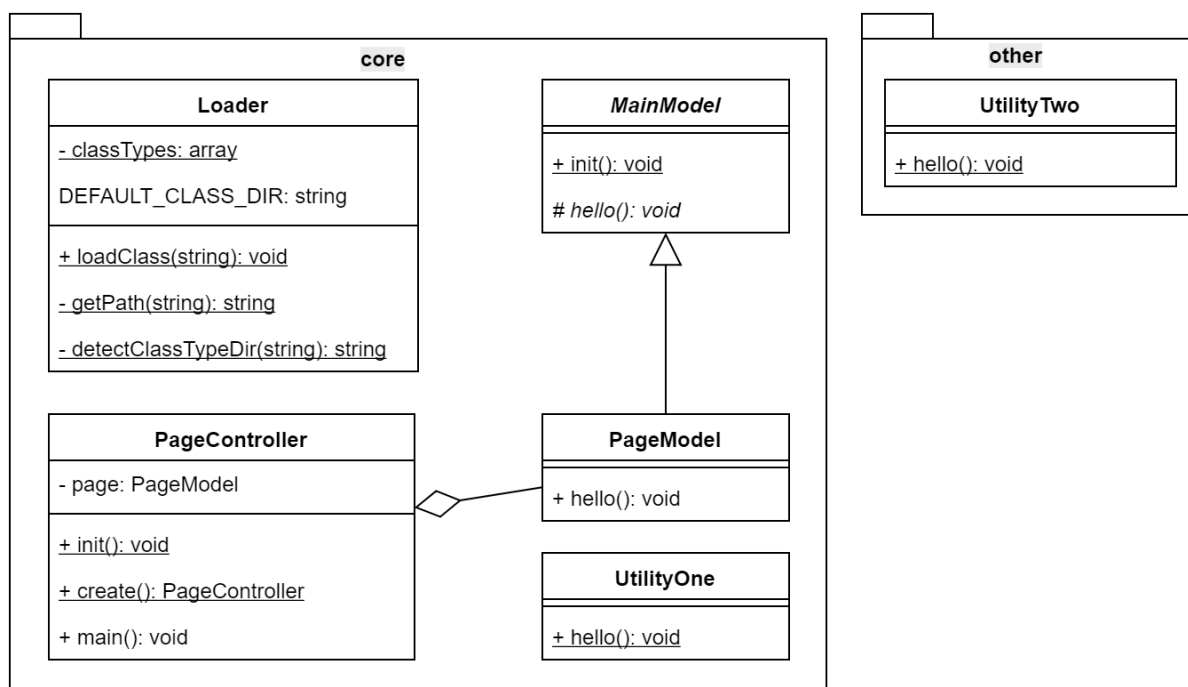 core
Loader
- classTypes: array
DEFAULT_CLASS_DIR: string
+ loadClass(string): void
- getPath(string): string
- detectClassTypeDir(string): string
MainModel
+ init(): void
# hello(): void
PageController
- page: PageModel
+ init(): void
+ create(): PageController
+ main(): void
PageModel
+ hello(): void
UtilityOne
+ hello(): void
other
UtilityTwo
+ hello(): void